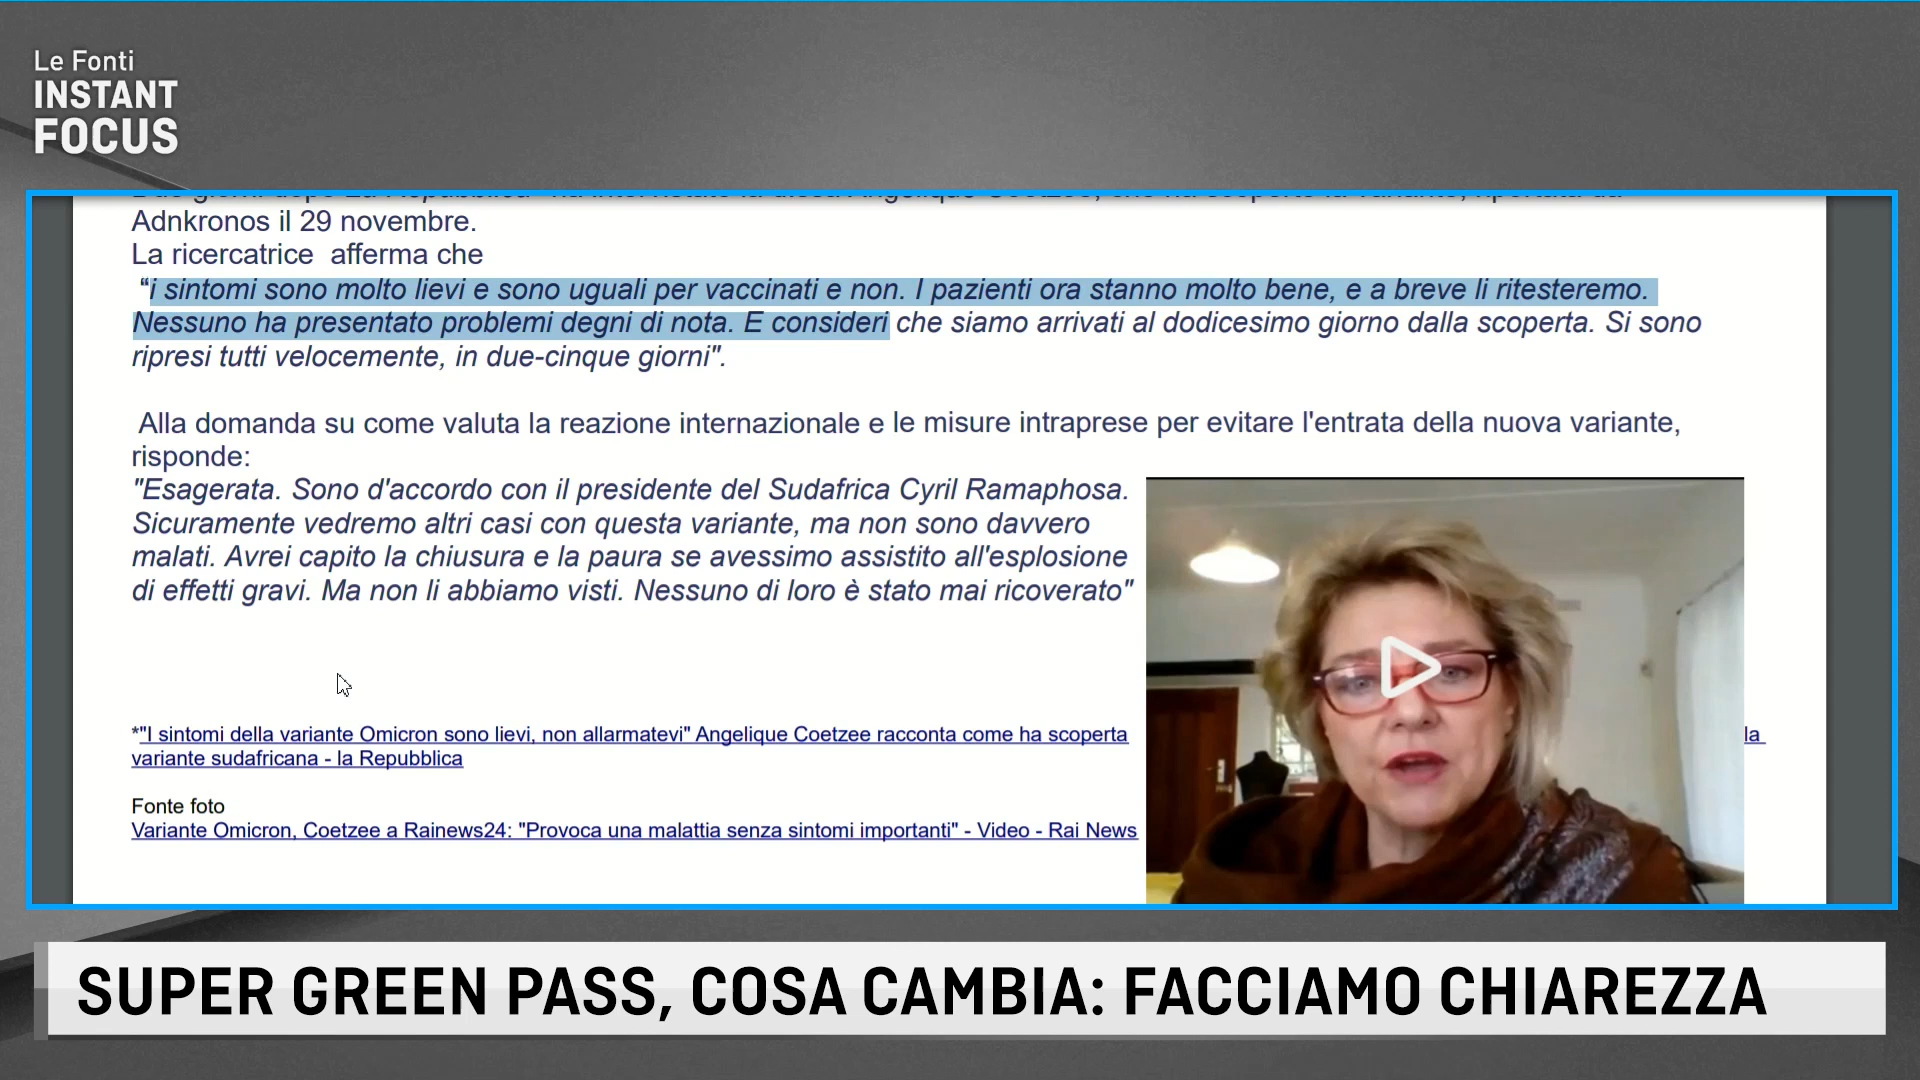 Le Fonti
INSTANT
FOCUS
Adnkronos il 29 novembre.
La ricercatrice afferma che
“i sintomi sono molto lievi e sono uguali per vaccinati e non. I pazienti ora stanno molto bene, e a breve li ritesteremo.
Nessuno ha presentato problemi degni di nota. E consideri che siamo arrivati al dodicesimo giorno dalla scoperta. Si sono
ripresi tutti velocemente, in due-cinque giorni".
Alla domanda su come valuta la reazione internazionale e le misure intraprese per evitare l'entrata della nuova variante,
risponde:
"Esagerata. Sono d'accordo con il presidente del Sudafrica Cyril Ramaphosa.
Sicuramente vedremo altri casi con questa variante, ma non sono davvero
malati. Avrei capito la chiusura e la paura se avessimo assistito all'esplosione
di effetti gravi. Ma non li abbiamo visti. Nessuno di loro è stato mai ricoverato"
*"I sintomi della variante Omicron sono lievi, non allarmatevi" Angelique Coetzee racconta come ha scoperta la
variante sudafricana - la Repubblica
Fonte foto
Variante Omicron, Coetzee a Rainews24: "Provoca una malattia senza sintomi importanti" - Video - Rai News
SUPER GREEN PASS, COSA CAMBIA: FACCIAMO CHIAREZZA